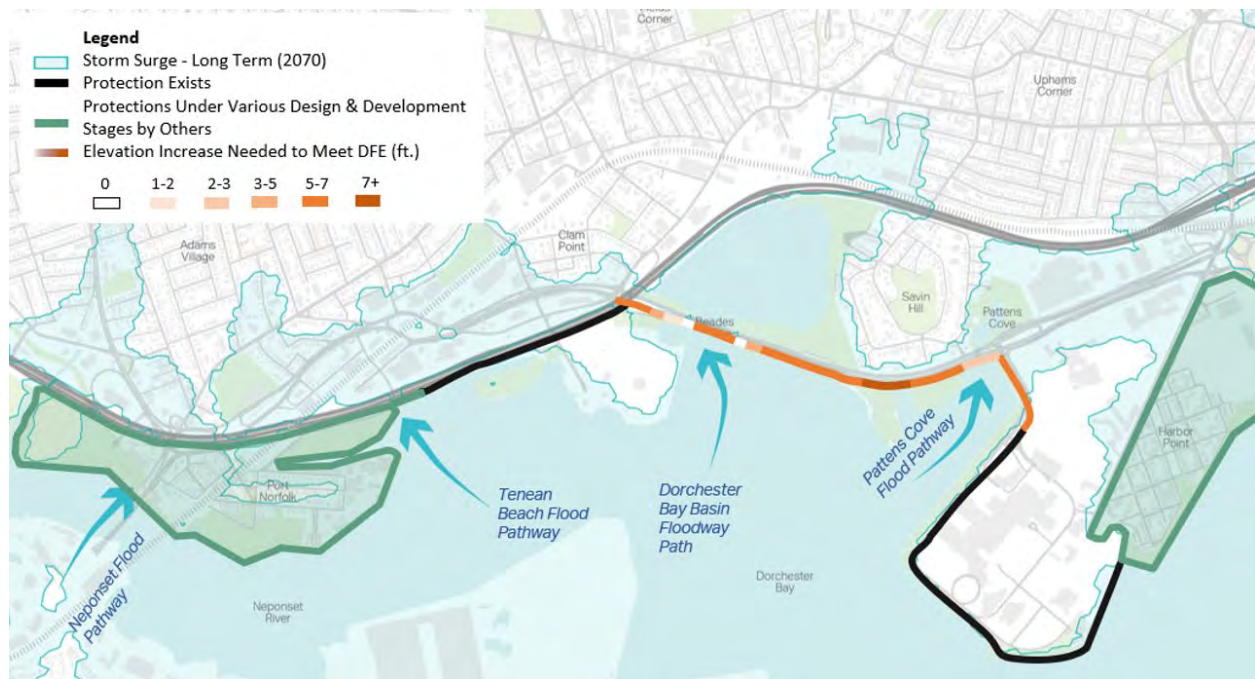 Fields
Corner
Legend
Storm Surge - Long Term (2070)
Protection Exists
Protections Under Various Design & Development
Stages by Others
Elevation Increase Needed to Meet DFE (ft.)
0 1-2 2-3 3-5 5-7 7+
Uphams
Corner
Adams
Village
Clam
Point
Savin
Hill
Pattens
Cove
Beades
Harbor
Point
Port
Norfolk
Tenean
Beach Flood
Pathway
Dorchester
Bay Basin
Floodway
Path
Pattens Cove
Flood Pathway
Neponset Flood
Pathway
Neponset
River
Dorchester
Bay